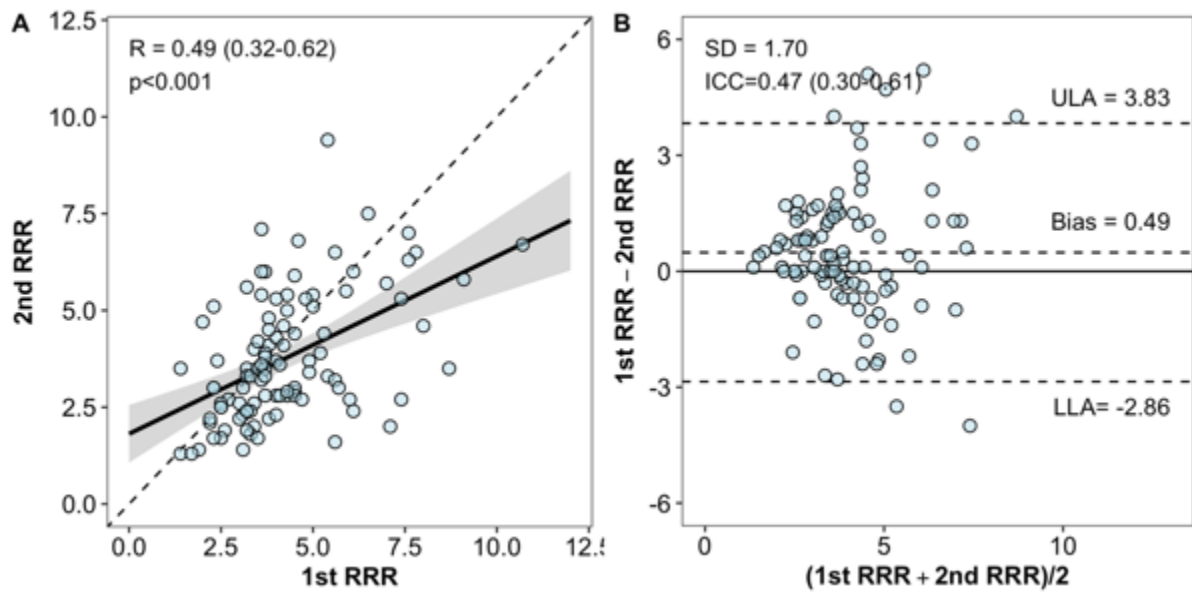 A
R = 0.49 (0.32-0.62)
p<0.001
12.5
10.0
7.5
5.0
2.5
0.0
2nd RRR
0.0 2.5 5.0 7.5 10.0 12.5
1st RRR
B
SD = 1.70
ICC=0.47 (0.30-0.61)
ULA = 3.83
Bias = 0.49
LLA= -2.86
6
3
0
-3
-6
1st RRR – 2nd RRR
0 5 10
(1st RRR + 2nd RRR)/2